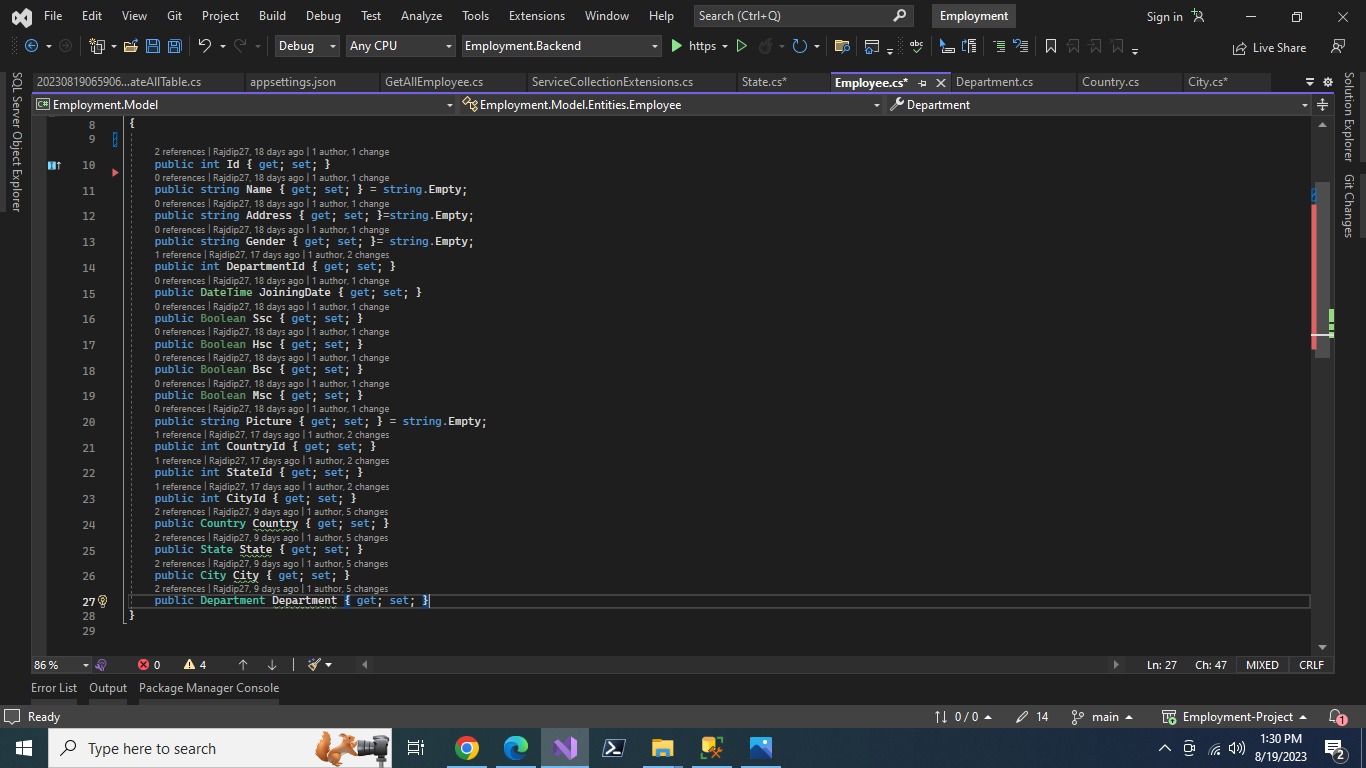 File Edit View Git Project Build Debug Test Analyze Tools Extensions Window Help Search (Ctrl+Q) Employment Sign in
Debug Any CPU Employment.Backend https Live Share
20230819065906...ateAllTable.cs appsettings.json GetAllEmployee.cs ServiceCollectionExtensions.cs State.cs* Employee.cs* Department.cs Country.cs City.cs*
Employment.Model Employment.Model.Entities.Employee Department
SQL Server Object Explorer
Solution Explorer
Git Changes
8 {
9
2 references | Rajdip27, 18 days ago | 1 author, 1 change
10 public int Id { get; set; }
0 references | Rajdip27, 18 days ago | 1 author, 1 change
11 public string Name { get; set; } = string.Empty;
0 references | Rajdip27, 18 days ago | 1 author, 1 change
12 public string Address { get; set; }=string.Empty;
0 references | Rajdip27, 18 days ago | 1 author, 1 change
13 public string Gender { get; set; }= string.Empty;
1 reference | Rajdip27, 17 days ago | 1 author, 2 changes
14 public int DepartmentId { get; set; }
0 references | Rajdip27, 18 days ago | 1 author, 1 change
15 public DateTime JoiningDate { get; set; }
0 references | Rajdip27, 18 days ago | 1 author, 1 change
16 public Boolean Ssc { get; set; }
0 references | Rajdip27, 18 days ago | 1 author, 1 change
17 public Boolean Hsc { get; set; }
0 references | Rajdip27, 18 days ago | 1 author, 1 change
18 public Boolean Bsc { get; set; }
0 references | Rajdip27, 18 days ago | 1 author, 1 change
19 public Boolean Msc { get; set; }
0 references | Rajdip27, 18 days ago | 1 author, 1 change
20 public string Picture { get; set; } = string.Empty;
1 reference | Rajdip27, 17 days ago | 1 author, 2 changes
21 public int CountryId { get; set; }
1 reference | Rajdip27, 17 days ago | 1 author, 2 changes
22 public int StateId { get; set; }
1 reference | Rajdip27, 17 days ago | 1 author, 2 changes
23 public int CityId { get; set; }
2 references | Rajdip27, 9 days ago | 1 author, 5 changes
24 public Country Country { get; set; }
2 references | Rajdip27, 9 days ago | 1 author, 5 changes
25 public State State { get; set; }
2 references | Rajdip27, 9 days ago | 1 author, 5 changes
26 public City City { get; set; }
2 references | Rajdip27, 9 days ago | 1 author, 5 changes
27 public Department Department { get; set; }
28 }
29
86 % 0 4 Ln: 27 Ch: 47 MIXED CRLF
Error List Output Package Manager Console
Ready 0 / 0 14 main Employment-Project 1
Type here to search 1:30 PM
8/19/2023 2